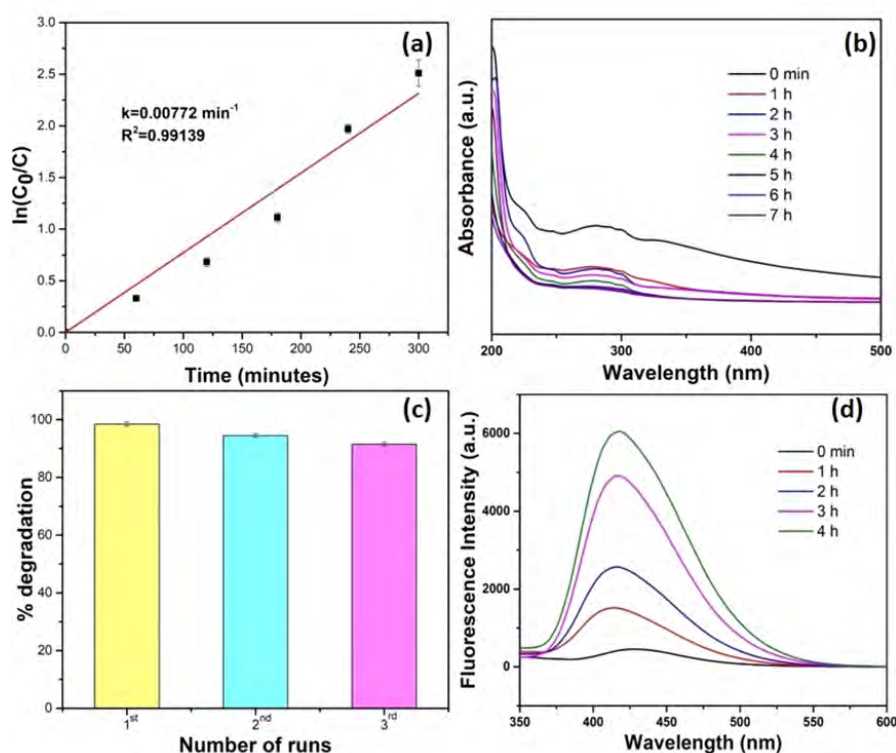 (a)
k=0.00772 min⁻¹
R²=0.99139
ln(C₀/C)
3.0
2.5
2.0
1.5
1.0
0.5
0.0
0 50 100 150 200 250 300
Time (minutes)
(b)
0 min
1 h
2 h
3 h
4 h
5 h
6 h
7 h
Absorbance (a.u.)
200 300 400 500
Wavelength (nm)
(c)
% degradation
100
80
60
40
20
0
1st 2nd 3rd
Number of runs
(d)
0 min
1 h
2 h
3 h
4 h
Fluorescence Intensity (a.u.)
6000
4000
2000
0
350 400 450 500 550 600
Wavelength (nm)